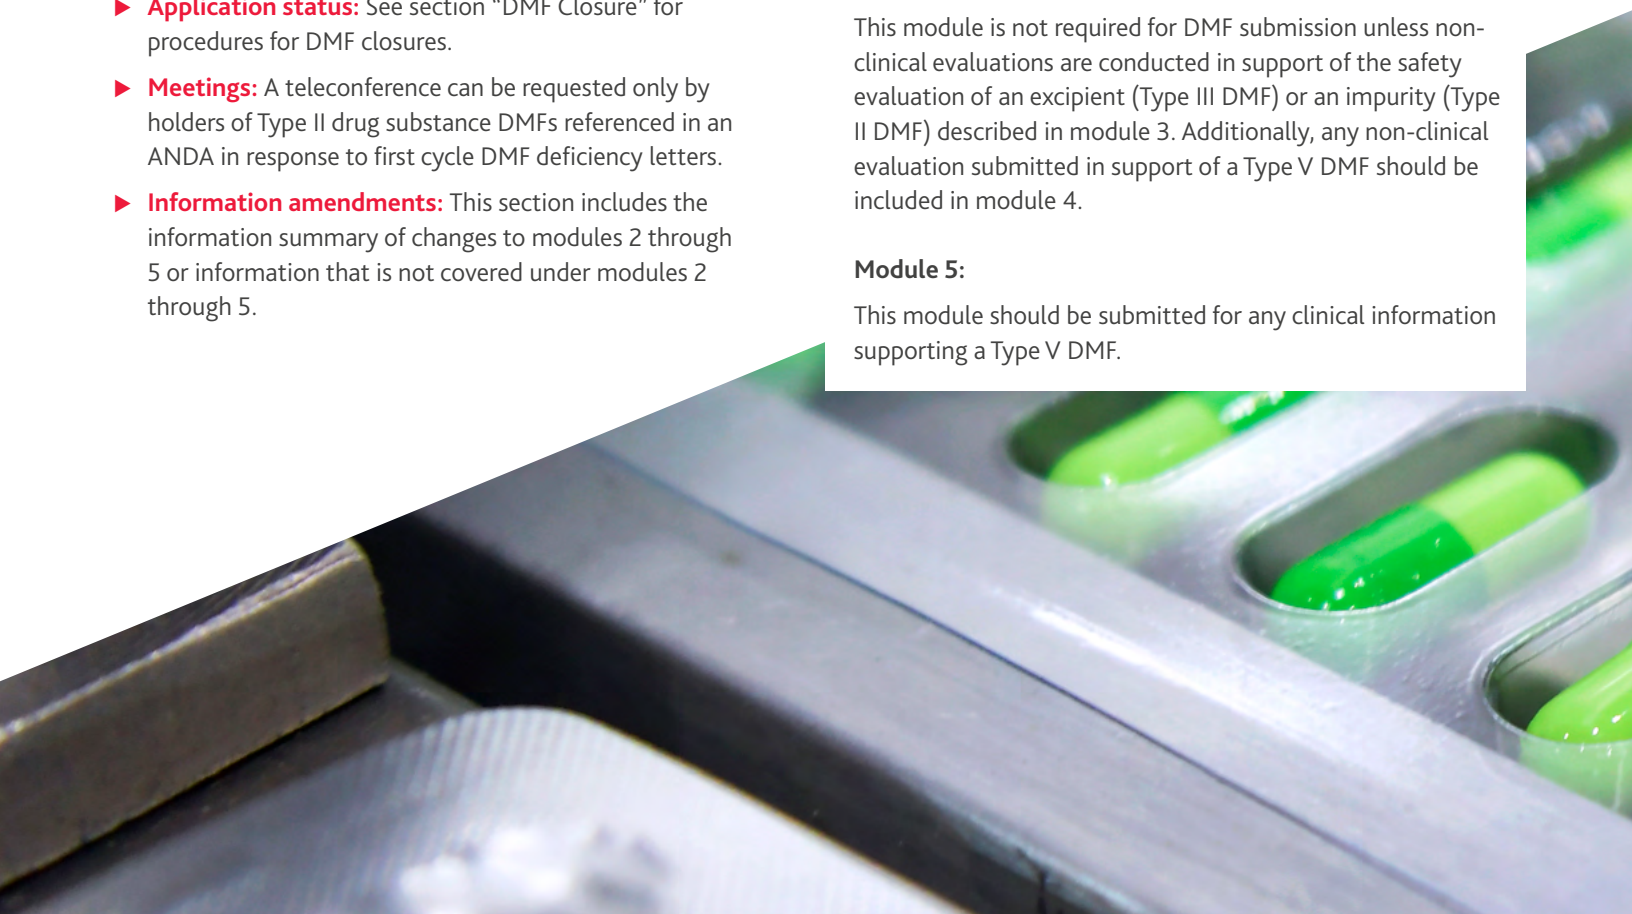 ▶ Application status: See section “DMF Closure” for
procedures for DMF closures.
▶ Meetings: A teleconference can be requested only by
holders of Type II drug substance DMFs referenced in an
ANDA in response to first cycle DMF deficiency letters.
▶ Information amendments: This section includes the
information summary of changes to modules 2 through
5 or information that is not covered under modules 2
through 5.
This module is not required for DMF submission unless non-
clinical evaluations are conducted in support of the safety
evaluation of an excipient (Type III DMF) or an impurity (Type
II DMF) described in module 3. Additionally, any non-clinical
evaluation submitted in support of a Type V DMF should be
included in module 4.
Module 5:
This module should be submitted for any clinical information
supporting a Type V DMF.